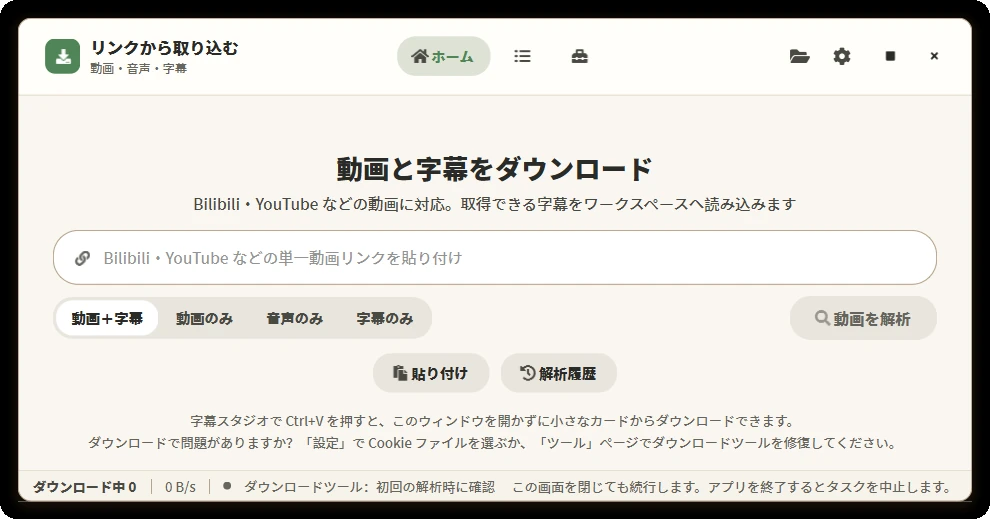 リンクから取り込む
動画・音声・字幕
ホーム
動画と字幕をダウンロード
Bilibili・YouTube などの動画に対応。取得できる字幕をワークスペースへ読み込みます
Bilibili・YouTube などの単一動画リンクを貼り付け
動画＋字幕 動画のみ 音声のみ 字幕のみ 動画を解析
貼り付け 解析履歴
字幕スタジオで Ctrl+V を押すと、このウィンドウを開かずに小さなカードからダウンロードできます。
ダウンロードで問題がありますか？「設定」で Cookie ファイルを選ぶか、「ツール」ページでダウンロードツールを修復してください。
ダウンロード中 0 0 B/s ● ダウンロードツール：初回の解析時に確認 この画面を閉じても続行します。アプリを終了するとタスクを中止します。